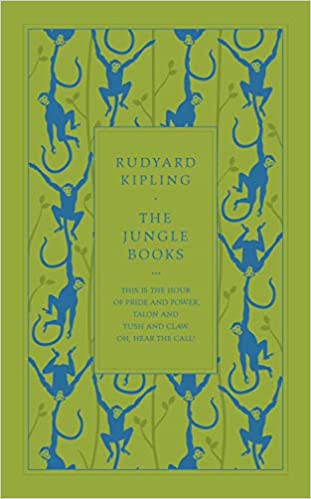 RUDYARD
KIPLING
THE
JUNGLE
BOOKS
THIS IS THE HOUR
OF PRIDE AND POWER,
TALON AND
TUSH AND CLAW.
OH, HEAR THE CALL!